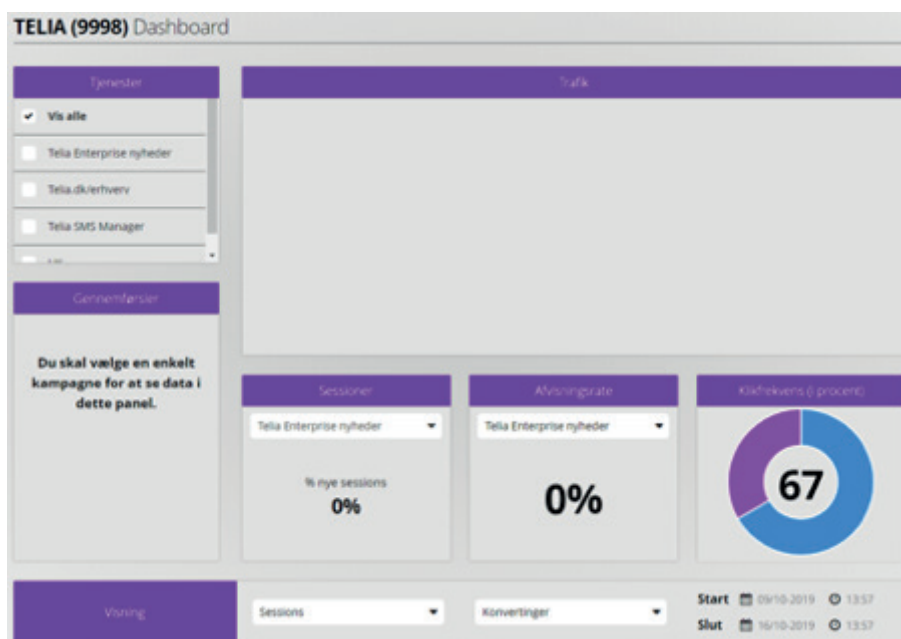 TELIA (9998) Dashboard
Tjenester
Vis alle
Telia Enterprise nyheder
Telia.dk/erhverv
Telia SMS Manager
Trafik
Gennemførsler
Du skal vælge en enkelt
kampagne for at se data i
dette panel.
Sessioner
Telia Enterprise nyheder
% nye sessions
0%
Afvisningsrate
Telia Enterprise nyheder
0%
Klikfrekvens (i procent)
67
Visning
Sessions
Konvertinger
Start 09/10-2019 13:57
Slut 16/10-2019 13:57